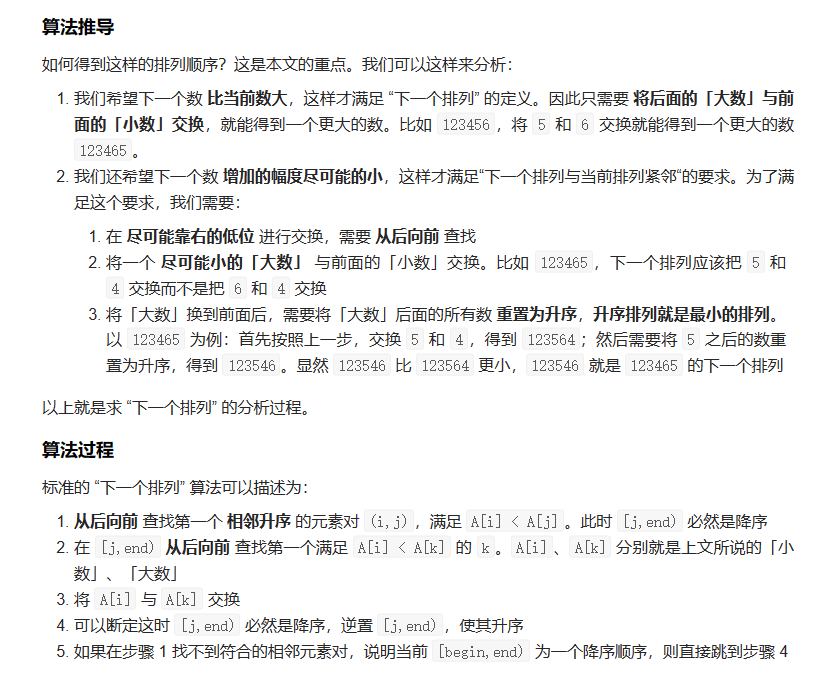 算法推导
如何得到这样的排列顺序？这是本文的重点。我们可以这样来分析：
1. 我们希望下一个数 比当前数大，这样才满足 “下一个排列” 的定义。因此只需要 将后面的「大数」与前
面的「小数」交换，就能得到一个更大的数。比如 123456，将 5 和 6 交换就能得到一个更大的数
123465。
2. 我们还希望下一个数 增加的幅度尽可能的小，这样才满足“下一个排列与当前排列紧邻“的要求。为了满
足这个要求，我们需要：
1. 在 尽可能靠右的低位 进行交换，需要 从后向前 查找
2. 将一个 尽可能小的「大数」 与前面的「小数」交换。比如 123465，下一个排列应该把 5 和
4 交换而不是把 6 和 4 交换
3. 将「大数」换到前面后，需要将「大数」后面的所有数 重置为升序，升序排列就是最小的排列。
以 123465 为例：首先按照上一步，交换 5 和 4，得到 123564；然后需要将 5 之后的数重
置为升序，得到 123546。显然 123546 比 123564 更小，123546 就是 123465 的下一个排列
以上就是求 “下一个排列” 的分析过程。
算法过程
标准的 “下一个排列” 算法可以描述为：
1. 从后向前 查找第一个 相邻升序 的元素对 (i,j)，满足 A[i] < A[j]。此时 [j,end) 必然是降序
2. 在 [j,end) 从后向前 查找第一个满足 A[i] < A[k] 的 k。A[i]、A[k] 分别就是上文所说的「小
数」、「大数」
3. 将 A[i] 与 A[k] 交换
4. 可以断定这时 [j,end) 必然是降序，逆置 [j,end)，使其升序
5. 如果在步骤 1 找不到符合的相邻元素对，说明当前 [begin,end) 为一个降序顺序，则直接跳到步骤 4